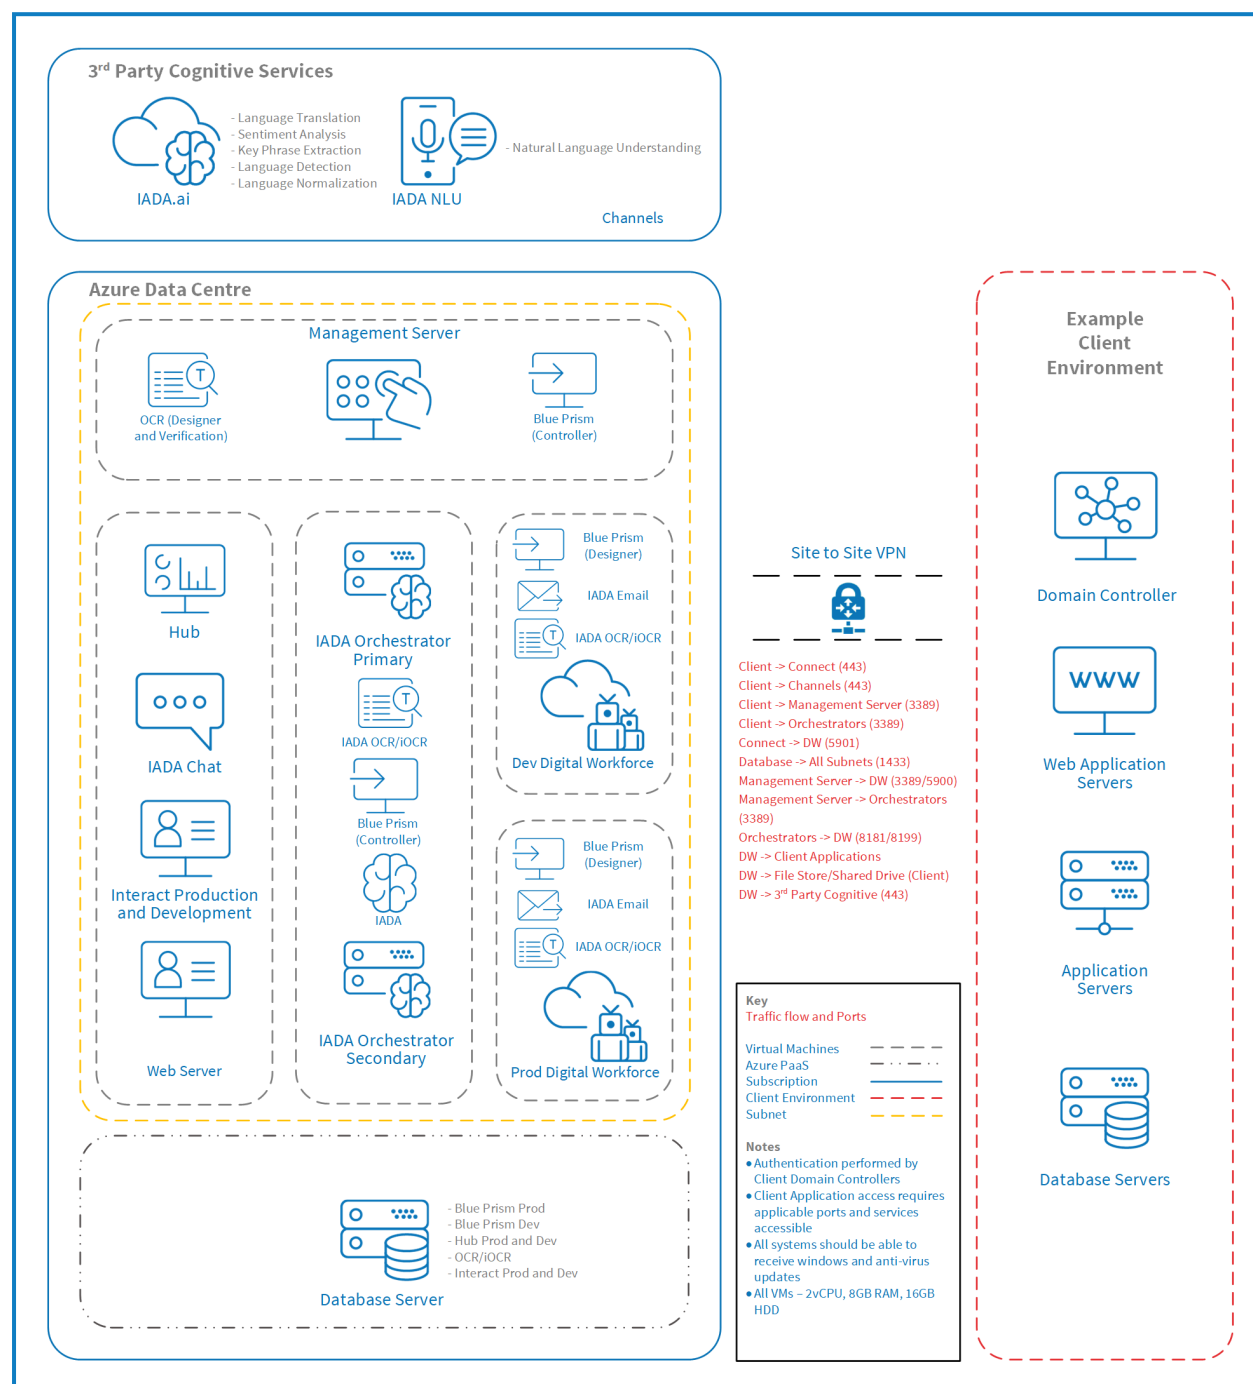 3rd Party Cognitive Services
- Language Translation
- Sentiment Analysis
- Key Phrase Extraction
- Language Detection
- Language Normalization
IADA.ai
- Natural Language Understanding
IADA NLU
Channels
Azure Data Centre
Management Server
T
OCR (Designer
and Verification)
Blue Prism
(Controller)
Hub
IADA Chat
Interact Production
and Development
Web Server
IADA Orchestrator
Primary
T
IADA OCR/iOCR
Blue Prism
(Controller)
IADA
IADA Orchestrator
Secondary
Blue Prism
(Designer)
IADA Email
T
IADA OCR/iOCR
Dev Digital Workforce
Blue Prism
(Designer)
IADA Email
T
IADA OCR/iOCR
Prod Digital Workforce
- Blue Prism Prod
- Blue Prism Dev
- Hub Prod and Dev
- OCR/iOCR
- Interact Prod and Dev
Database Server
Site to Site VPN
Client -> Connect (443)
Client -> Channels (443)
Client -> Management Server (3389)
Client -> Orchestrators (3389)
Connect -> DW (5901)
Database -> All Subnets (1433)
Management Server -> DW (3389/5900)
Management Server -> Orchestrators
(3389)
Orchestrators -> DW (8181/8199)
DW -> Client Applications
DW -> File Store/Shared Drive (Client)
DW -> 3rd Party Cognitive (443)
Key
Traffic flow and Ports
Virtual Machines
Azure PaaS
Subscription
Client Environment
Subnet
Notes
• Authentication performed by
Client Domain Controllers
• Client Application access requires
applicable ports and services
accessible
• All systems should be able to
receive windows and anti-virus
updates
• All VMs – 2vCPU, 8GB RAM, 16GB
HDD
Example
Client
Environment
Domain Controller
WWW
Web Application
Servers
Application
Servers
Database Servers